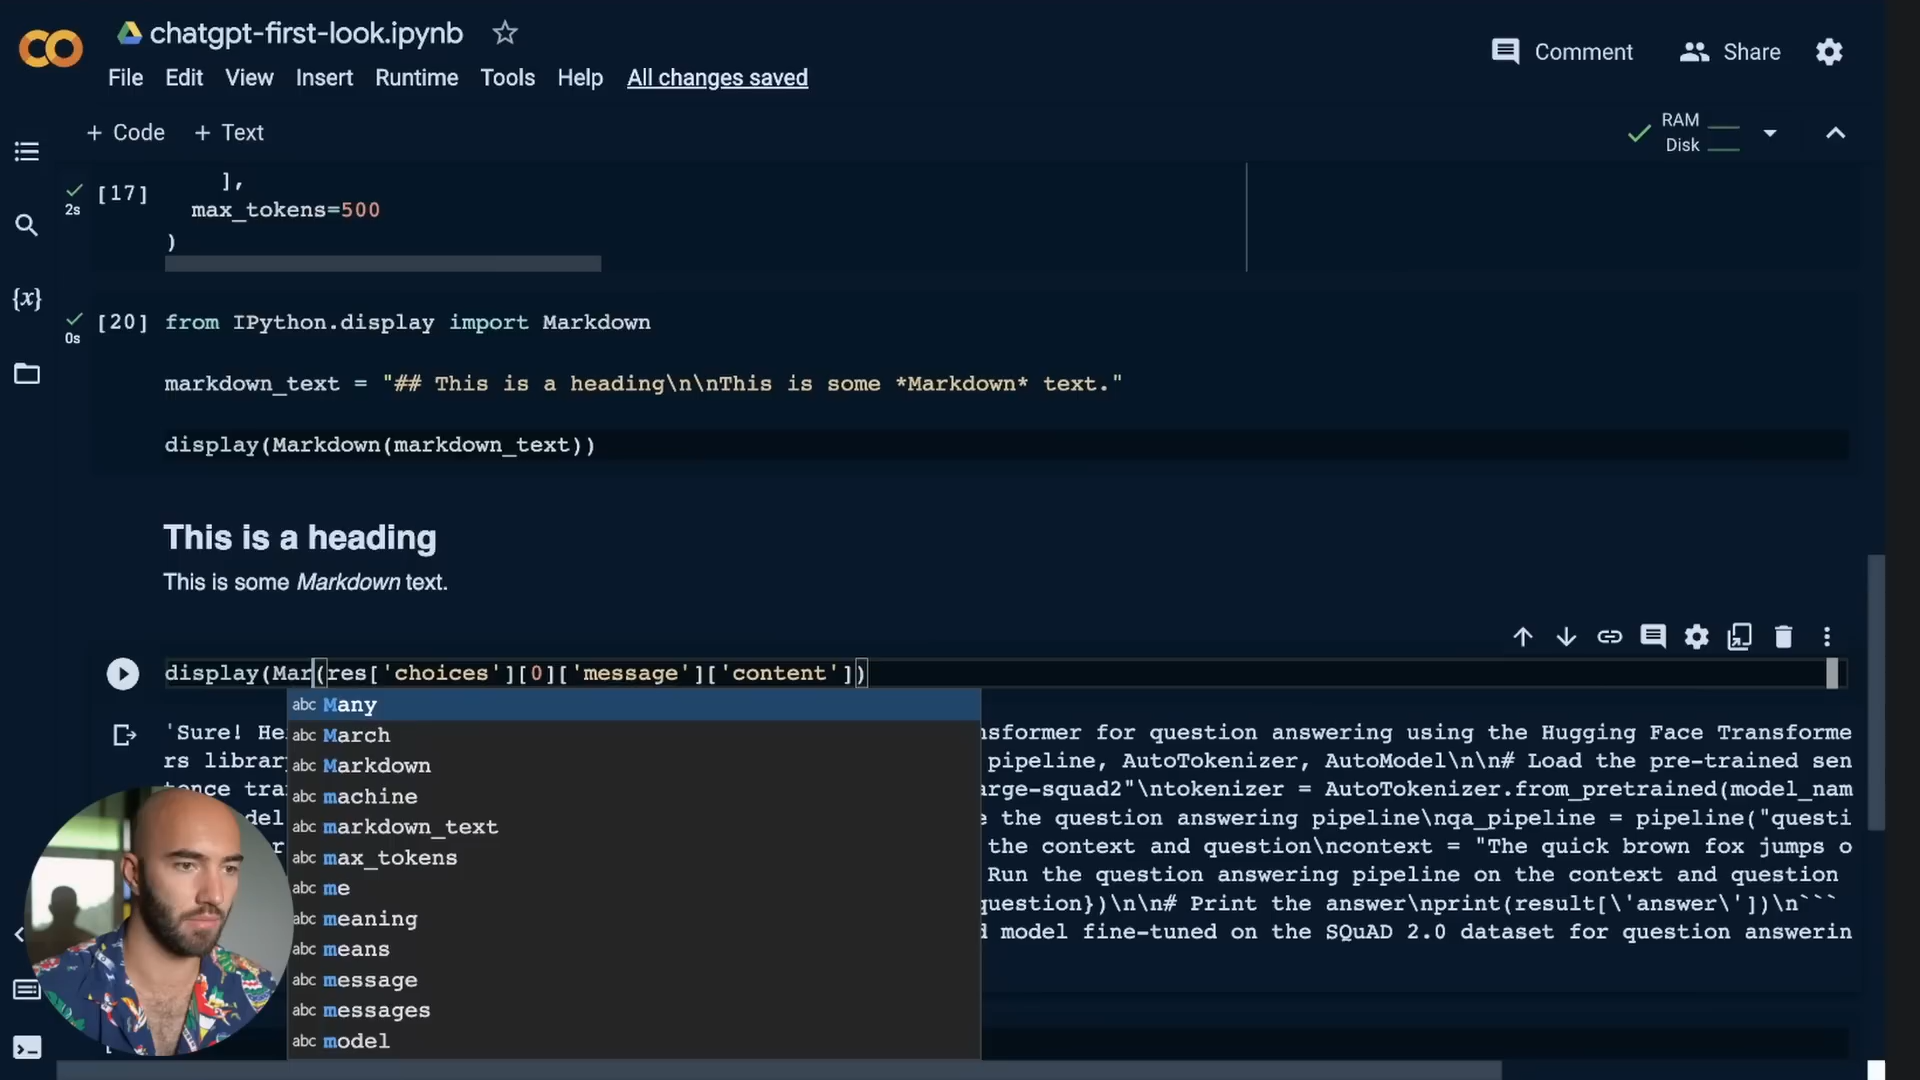 chatgpt-first-look.ipynb
Comment Share
File Edit View Insert Runtime Tools Help All changes saved
+ Code + Text
RAM
Disk
[17]
2s
],
max_tokens=500
)
[20] from IPython.display import Markdown
0s
markdown_text = "## This is a heading\n\nThis is some *Markdown* text."
display(Markdown(markdown_text))
This is a heading
This is some Markdown text.
display(Mar(res['choices'][0]['message']['content'])
abc Many
abc March
abc Markdown
abc machine
abc markdown_text
abc max_tokens
abc me
abc meaning
abc means
abc message
abc messages
abc model
'Sure! He nsformer for question answering using the Hugging Face Transforme
rs librar pipeline, AutoTokenizer, AutoModel\n\n# Load the pre-trained sen
tence tra arge-squad2"\ntokenizer = AutoTokenizer.from_pretrained(model_nam
del e the question answering pipeline\nqa_pipeline = pipeline("questi
r the context and question\ncontext = "The quick brown fox jumps o
Run the question answering pipeline on the context and question
question})\n\n# Print the answer\nprint(result[\'answer\'])\n```
d model fine-tuned on the SQuAD 2.0 dataset for question answerin